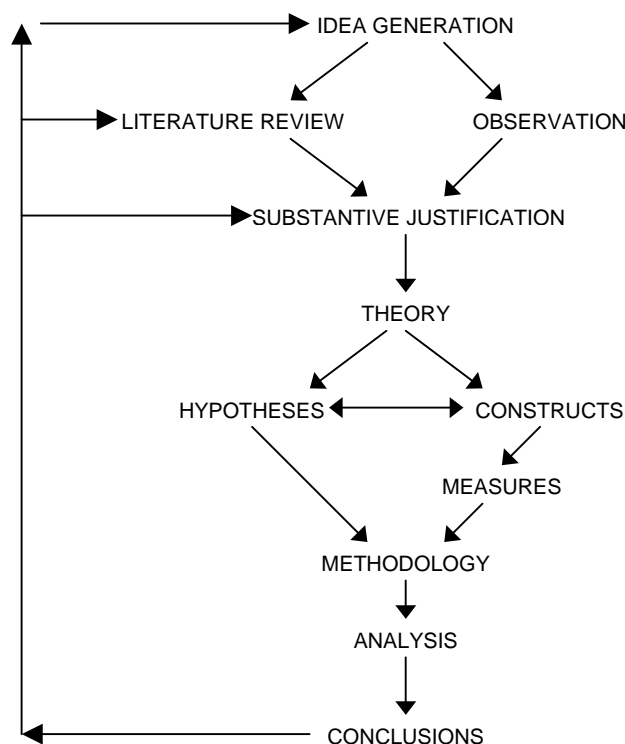 IDEA GENERATION
LITERATURE REVIEW OBSERVATION
SUBSTANTIVE JUSTIFICATION
THEORY
HYPOTHESES CONSTRUCTS
MEASURES
METHODOLOGY
ANALYSIS
CONCLUSIONS